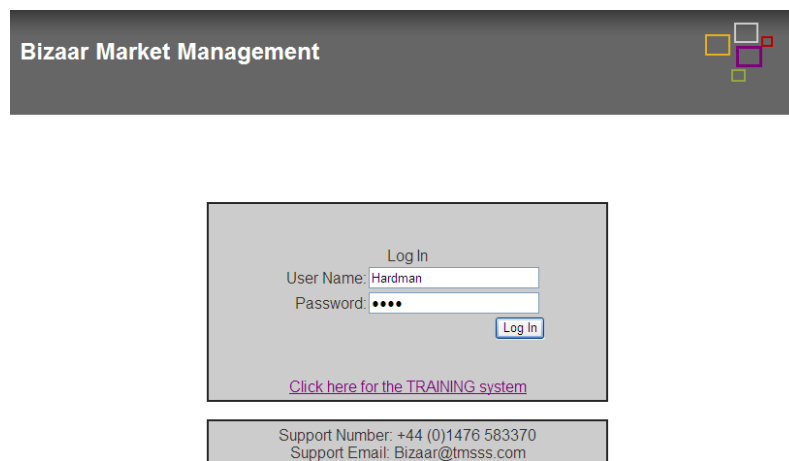 Bizaar Market Management
Log In
User Name: Hardman
Password: ••••
Log In
Click here for the TRAINING system
Support Number: +44 (0)1476 583370
Support Email: Bizaar@tmsss.com